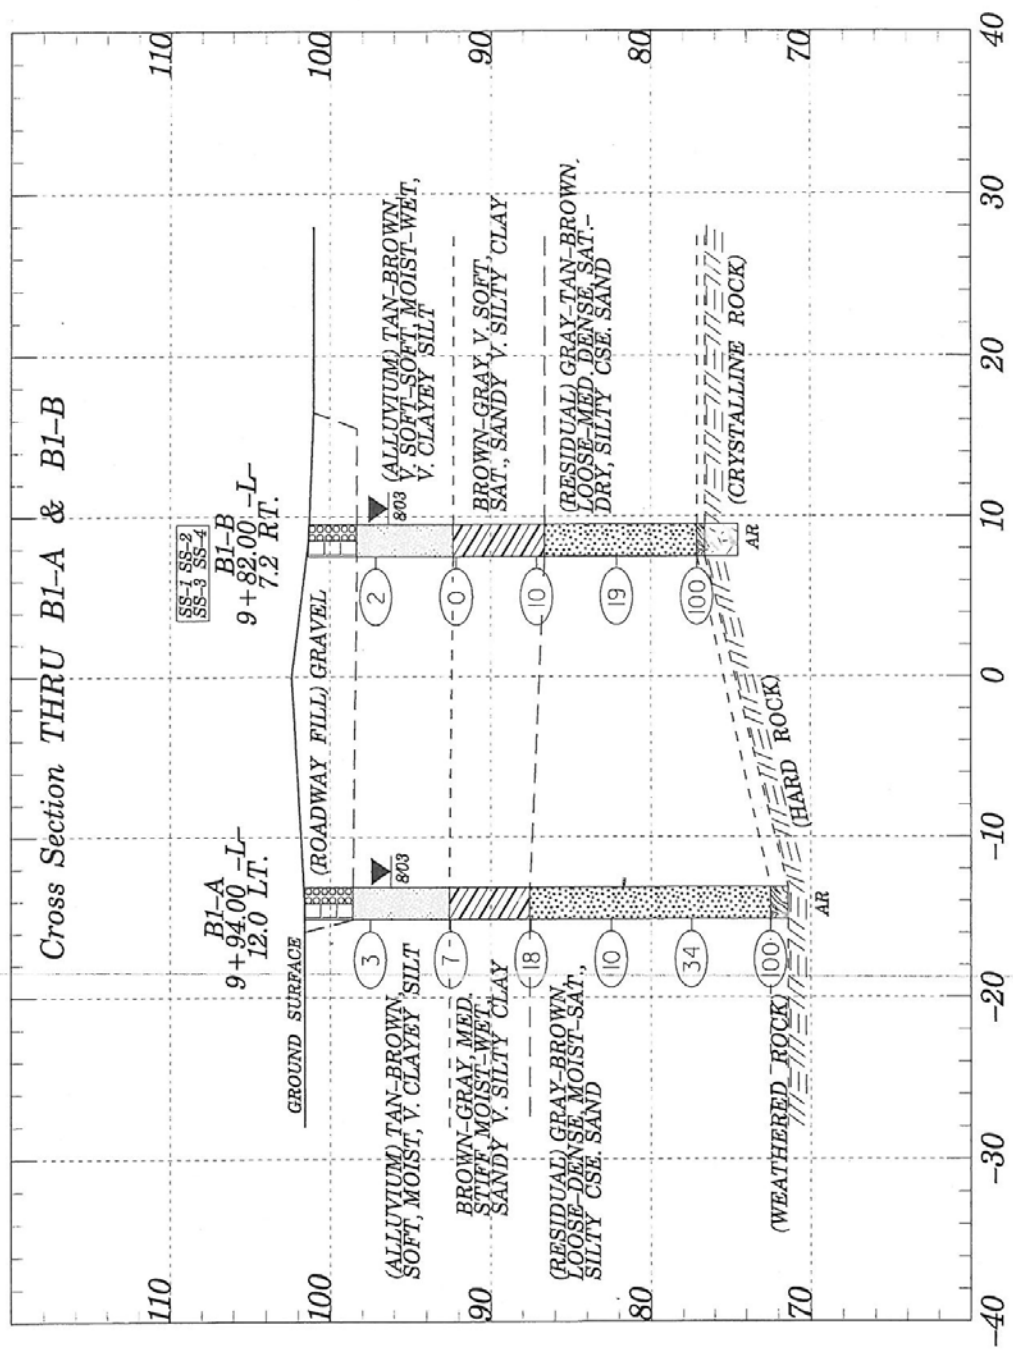 Cross Section THRU B1-A & B1-B
SS-1 SS-2
SS-3 SS-4
B1-A
9+94.00 -L-
12.0 LT.
B1-B
9+82.00 -L-
7.2 RT.
110
110
100
100
90
90
80
80
70
70
GROUND SURFACE
(ROADWAY FILL) GRAVEL
8/03
8/03
(ALLUVIUM) TAN-BROWN,
SOFT, MOIST, V. CLAYEY SILT
3
2
(ALLUVIUM) TAN-BROWN,
V. SOFT-SOFT, MOIST-WET,
V. CLAYEY SILT
BROWN-GRAY, MED.
STIFF, MOIST-WET,
SANDY V. SILTY CLAY
7
0
BROWN-GRAY, V. SOFT,
SAT., SANDY V. SILTY CLAY
18
10
(RESIDUAL) GRAY-BROWN,
LOOSE-DENSE, MOIST-SAT.,
SILTY CSE. SAND
10
19
(RESIDUAL) GRAY-TAN-BROWN,
LOOSE-MED. DENSE, SAT.-
DRY, SILTY CSE. SAND
34
100
100
(WEATHERED ROCK)
(HARD ROCK)
(CRYSTALLINE ROCK)
AR
AR
-40 -30 -20 -10 0 10 20 30 40